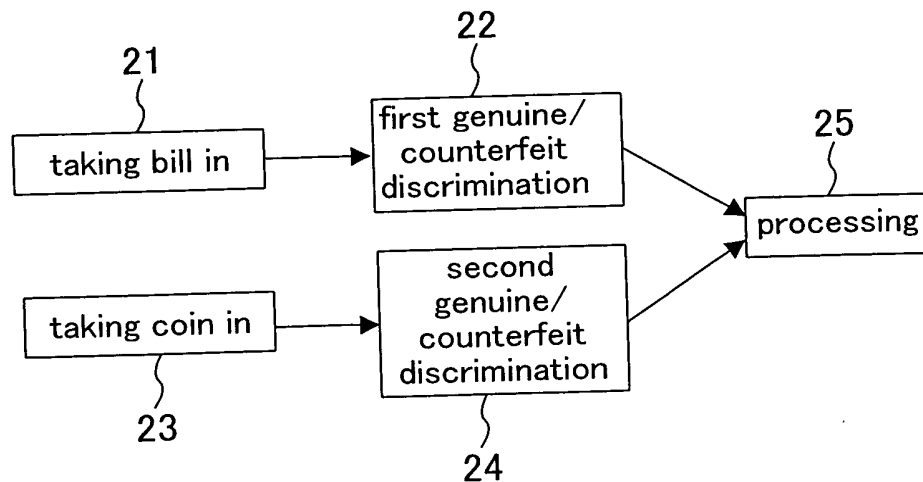 21
22
first genuine/
counterfeit
discrimination
taking bill in
25
processing
second
genuine/
counterfeit
discrimination
taking coin in
23
24